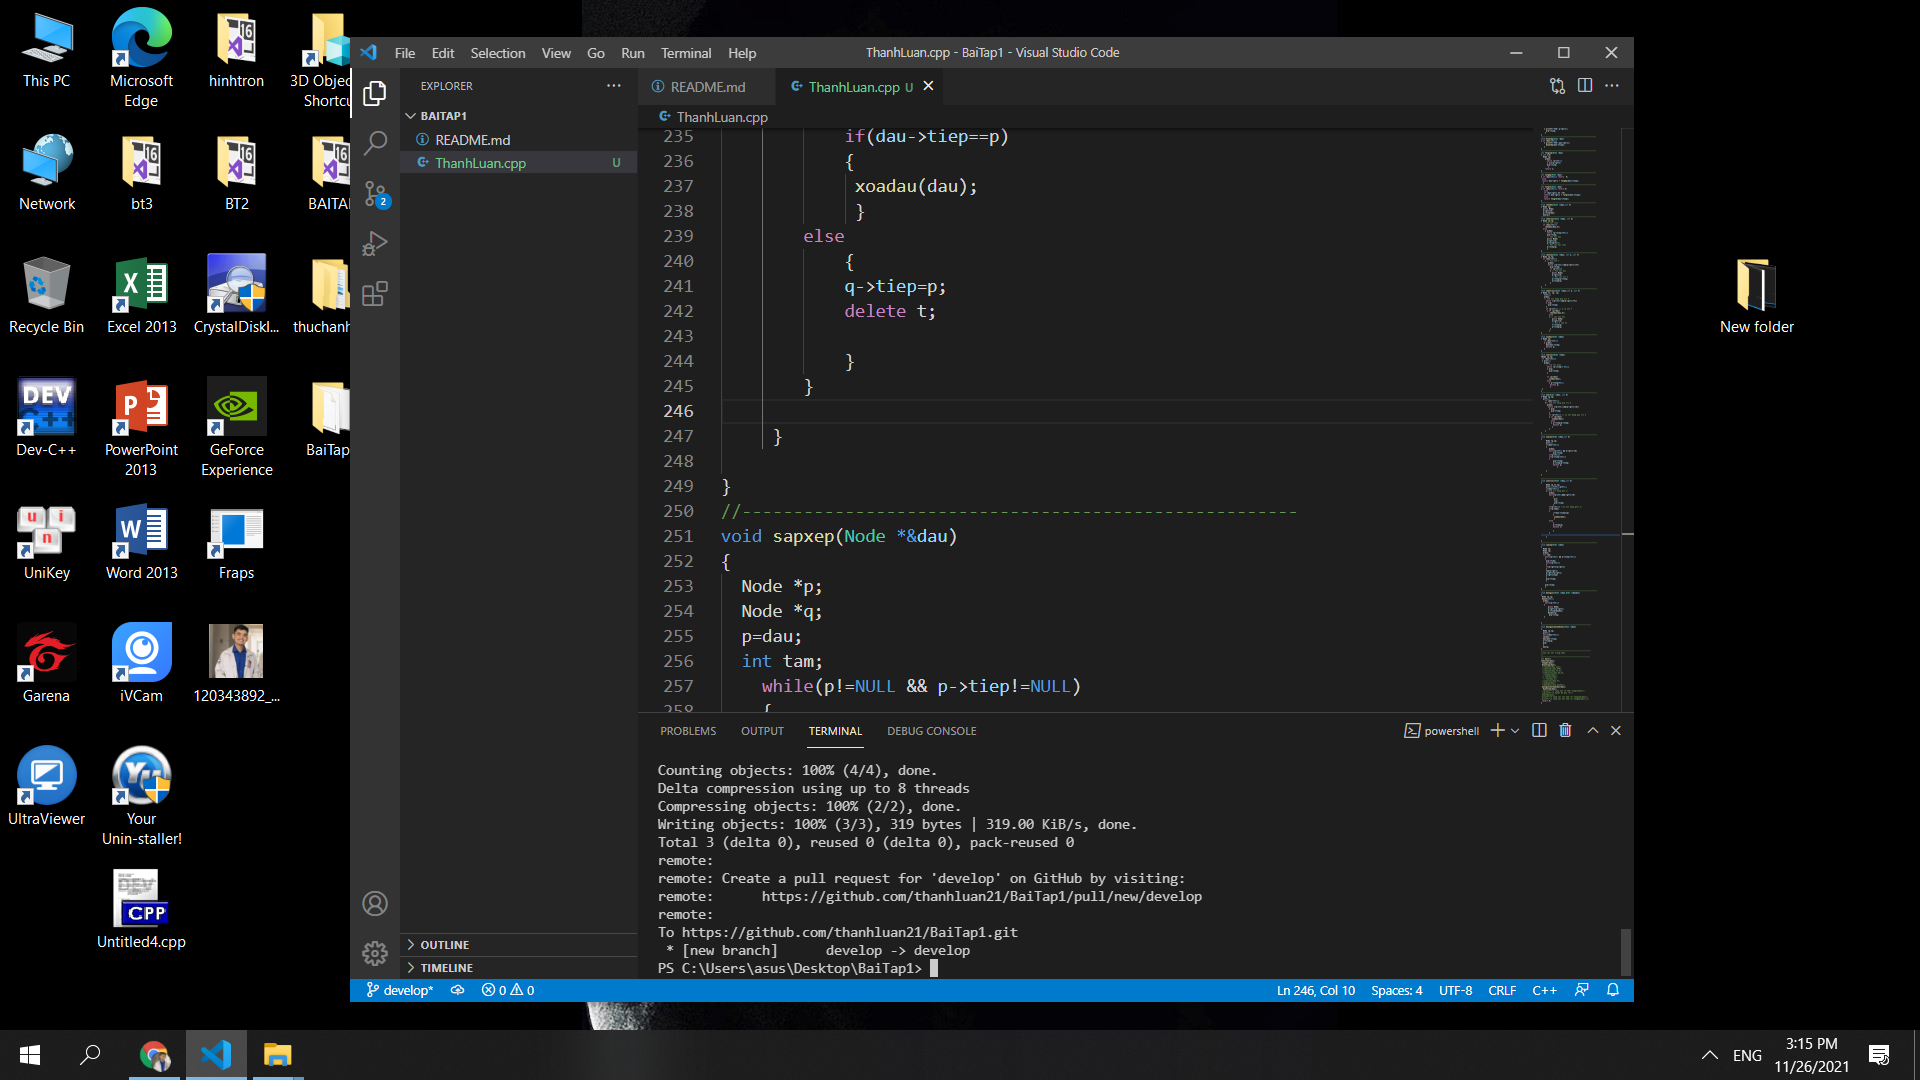 This PC
Microsoft
Edge
hinhtron
3D Objec
Shortcu
Network
bt3
BT2
BAITA
Recycle Bin
Excel 2013
CrystalDiskI...
thuchanh
Dev-C++
PowerPoint
2013
GeForce
Experience
BaiTap
UniKey
Word 2013
Fraps
Garena
iVCam
120343892_...
UltraViewer
Your
Unin-staller!
Untitled4.cpp
New folder
File Edit Selection View Go Run Terminal Help
ThanhLuan.cpp - BaiTap1 - Visual Studio Code
EXPLORER
BAITAP1
README.md
ThanhLuan.cpp U
OUTLINE
TIMELINE
README.md
ThanhLuan.cpp U
ThanhLuan.cpp
235 if(dau->tiep==p)
236 {
237 xoadau(dau);
238 }
239 else
240 {
241 q->tiep=p;
242 delete t;
243
244 }
245 }
246
247 }
248
249 }
250 //------------------------------------------------------
251 void sapxep(Node *&dau)
252 {
253 Node *p;
254 Node *q;
255 p=dau;
256 int tam;
257 while(p!=NULL && p->tiep!=NULL)
258 {
PROBLEMS OUTPUT TERMINAL DEBUG CONSOLE
powershell
Counting objects: 100% (4/4), done.
Delta compression using up to 8 threads
Compressing objects: 100% (2/2), done.
Writing objects: 100% (3/3), 319 bytes | 319.00 KiB/s, done.
Total 3 (delta 0), reused 0 (delta 0), pack-reused 0
remote:
remote: Create a pull request for 'develop' on GitHub by visiting:
remote: https://github.com/thanhluan21/BaiTap1/pull/new/develop
remote:
To https://github.com/thanhluan21/BaiTap1.git
* [new branch] develop -> develop
PS C:\Users\asus\Desktop\BaiTap1>
develop* 0 0
Ln 246, Col 10 Spaces: 4 UTF-8 CRLF C++
ENG
3:15 PM
11/26/2021